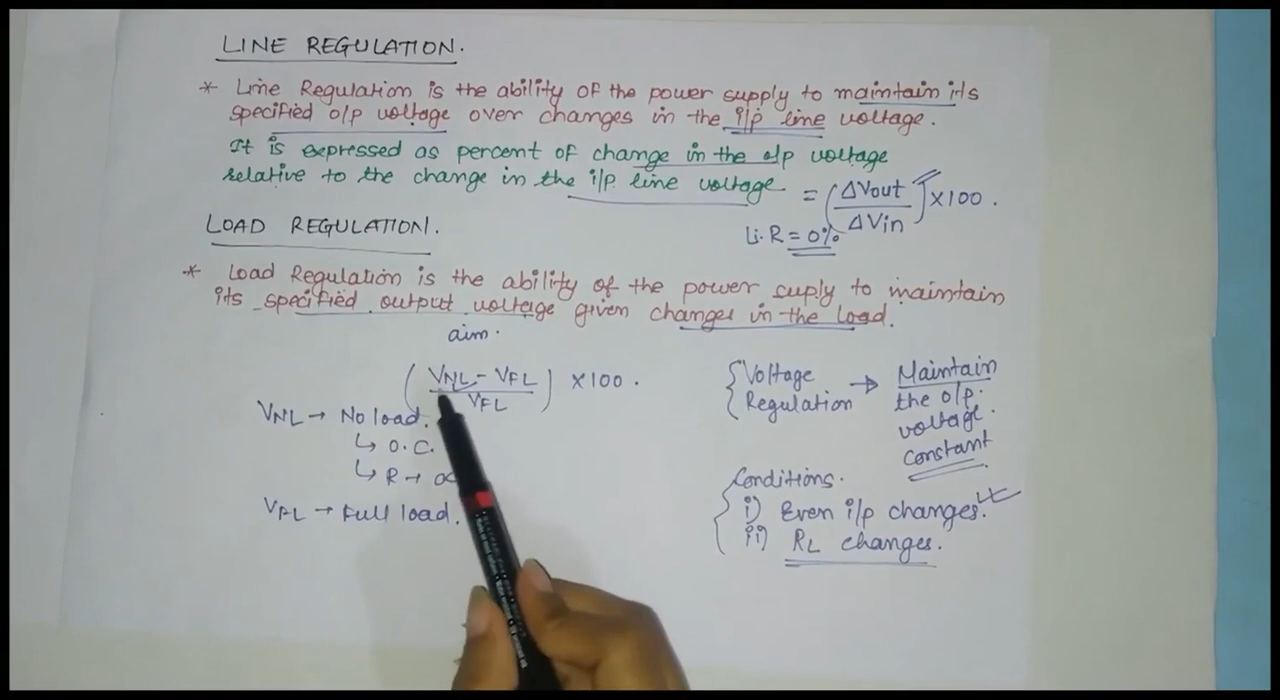 LINE REGULATION.
* Line Regulation is the ability of the power supply to maintain its
specified o/p voltage over changes in the i/p line voltage.
It is expressed as percent of change in the o/p voltage
relative to the change in the i/p line voltage = (ΔVout / ΔVin) × 100.
Li. R = 0%
LOAD REGULATION.
* Load Regulation is the ability of the power suply to maintain
its specified output voltage given changes in the load.
aim.
(VNL - VFL / VFL) × 100.
VNL → No load.
↳ O.C.
↳ R → ∞
VFL → Full load.
{Voltage Regulation → Maintain
the o/p.
voltage.
constant
Conditions.
i) Even i/p changes.
ii) RL changes.